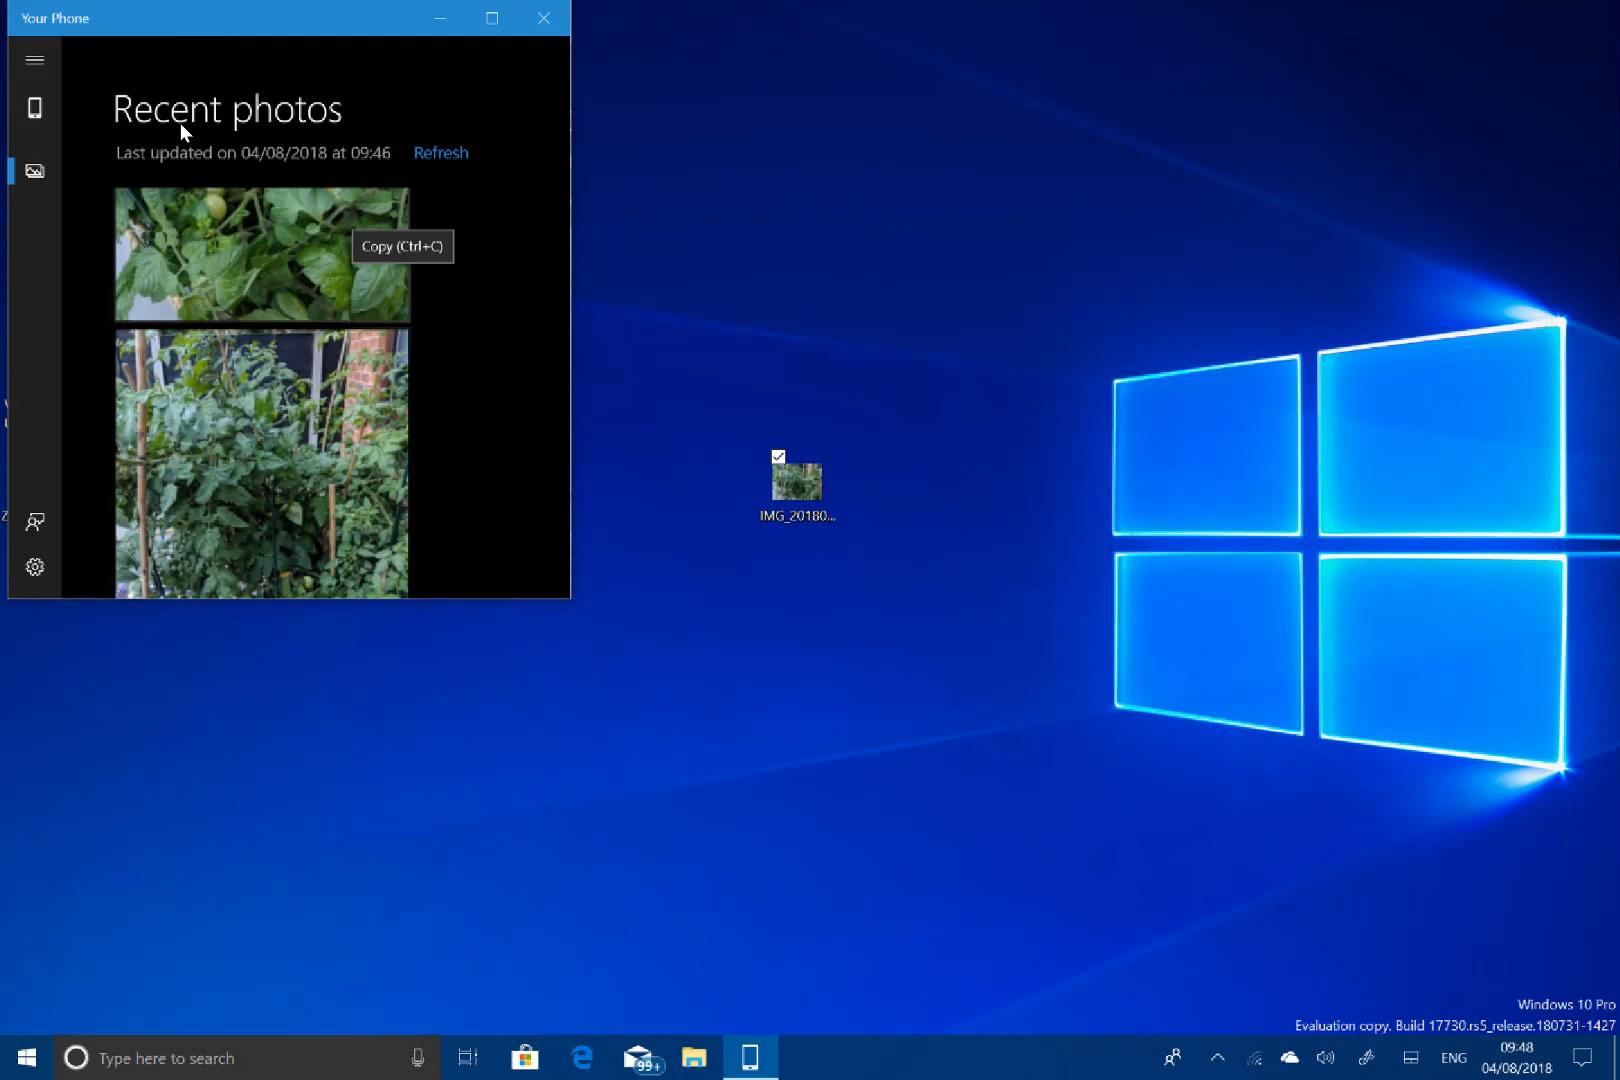 Your Phone
Recent photos
Last updated on 04/08/2018 at 09:46 Refresh
Copy (Ctrl+C)
IMG_20180...
Windows 10 Pro
Evaluation copy. Build 17730.rs5_release.180731-1427
Type here to search
99+
ENG
09:48
04/08/2018